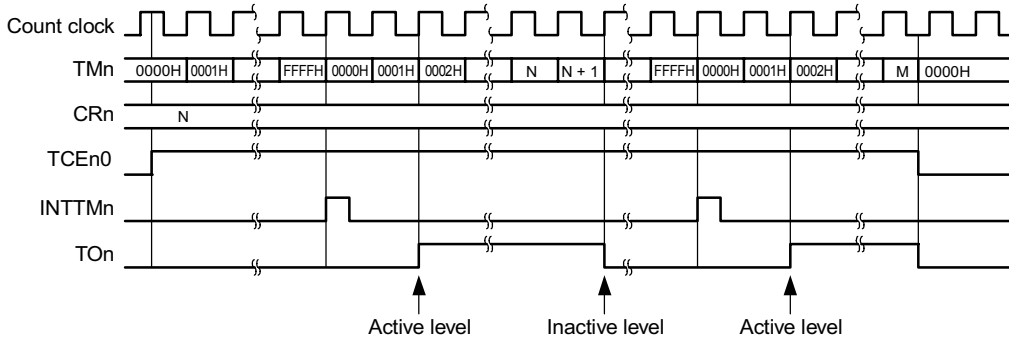 Count clock
TMn 0000H 0001H FFFFH 0000H 0001H 0002H N N + 1 FFFFH 0000H 0001H 0002H M 0000H
CRn N
TCEn0
INTTMn
TOn
Active level Inactive level Active level